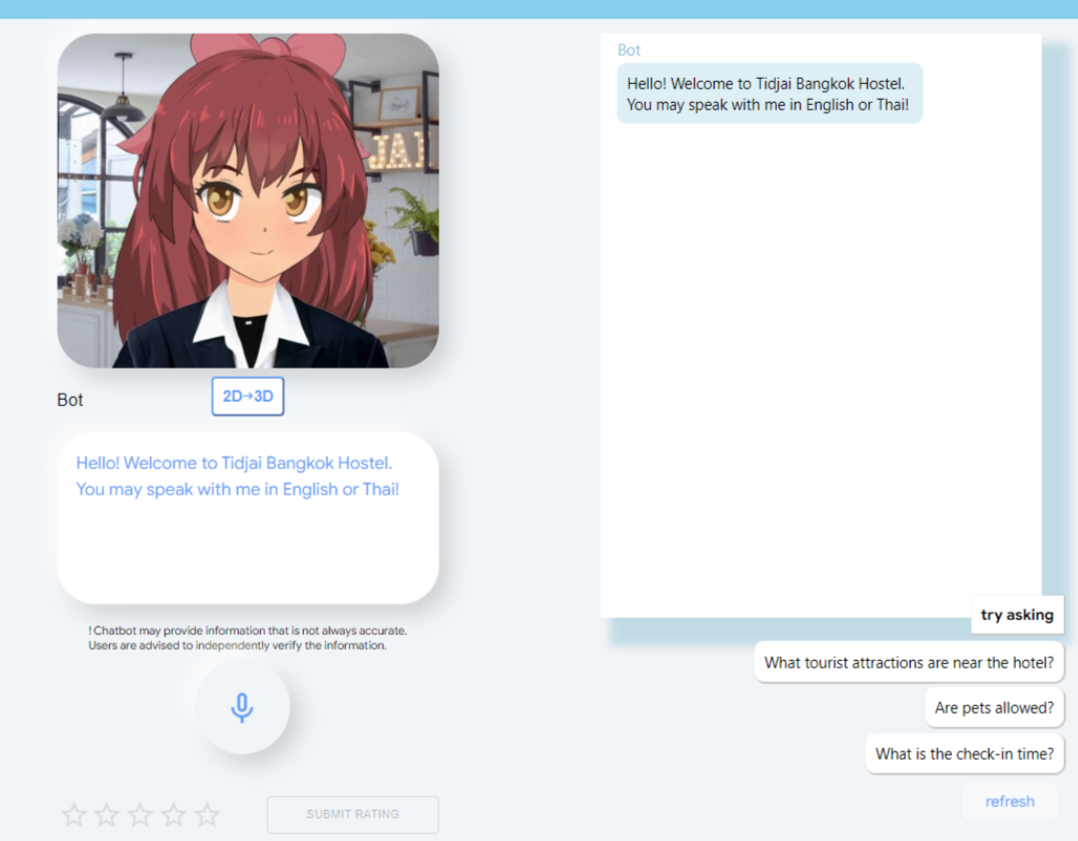 JAI
Bot
2D→3D
Hello! Welcome to Tidjai Bangkok Hostel.
You may speak with me in English or Thai!
! Chatbot may provide information that is not always accurate.
Users are advised to independently verify the information.
SUBMIT RATING
Bot
Hello! Welcome to Tidjai Bangkok Hostel.
You may speak with me in English or Thai!
try asking
What tourist attractions are near the hotel?
Are pets allowed?
What is the check-in time?
refresh